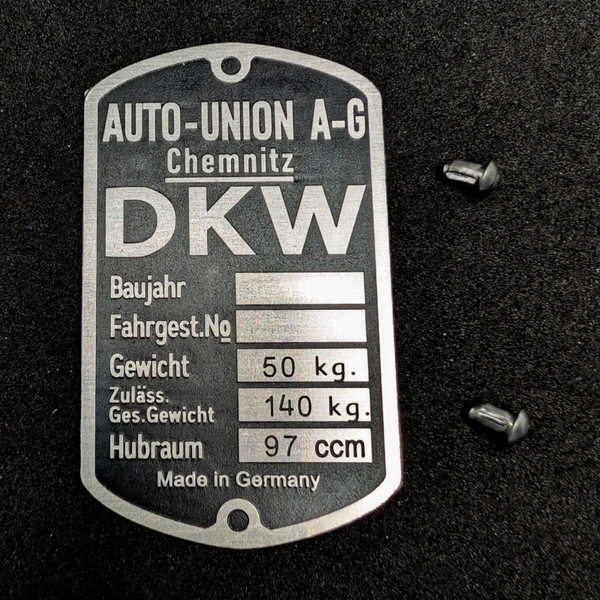 AUTO-UNION A-G
Chemnitz
DKW
Baujahr
Fahrgest.No
Gewicht 50 kg.
Zuläss.
Ges.Gewicht 140 kg.
Hubraum 97 ccm
Made in Germany